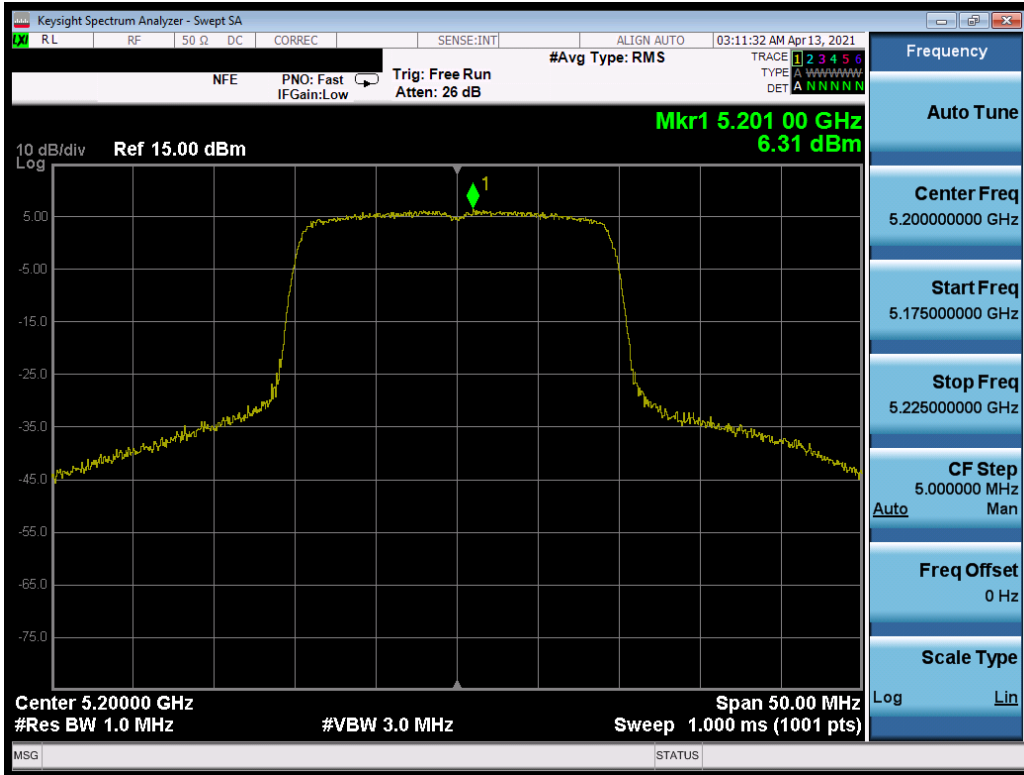 Keysight Spectrum Analyzer - Swept SA
LXI RL RF 50 Ω DC CORREC SENSE:INT ALIGN AUTO 03:11:32 AM Apr 13, 2021
NFE PNO: Fast Trig: Free Run #Avg Type: RMS TRACE 1 2 3 4 5 6
IFGain:Low Atten: 26 dB TYPE A WWWWW
DET A N N N N N
Mkr1 5.201 00 GHz
6.31 dBm
10 dB/div Ref 15.00 dBm
Log
1
5.00
-5.00
-15.0
-25.0
-35.0
-45.0
-55.0
-65.0
-75.0
Center 5.20000 GHz Span 50.00 MHz
#Res BW 1.0 MHz #VBW 3.0 MHz Sweep 1.000 ms (1001 pts)
MSG STATUS
Frequency
Auto Tune
Center Freq
5.200000000 GHz
Start Freq
5.175000000 GHz
Stop Freq
5.225000000 GHz
CF Step
5.000000 MHz
Auto Man
Freq Offset
0 Hz
Scale Type
Log Lin